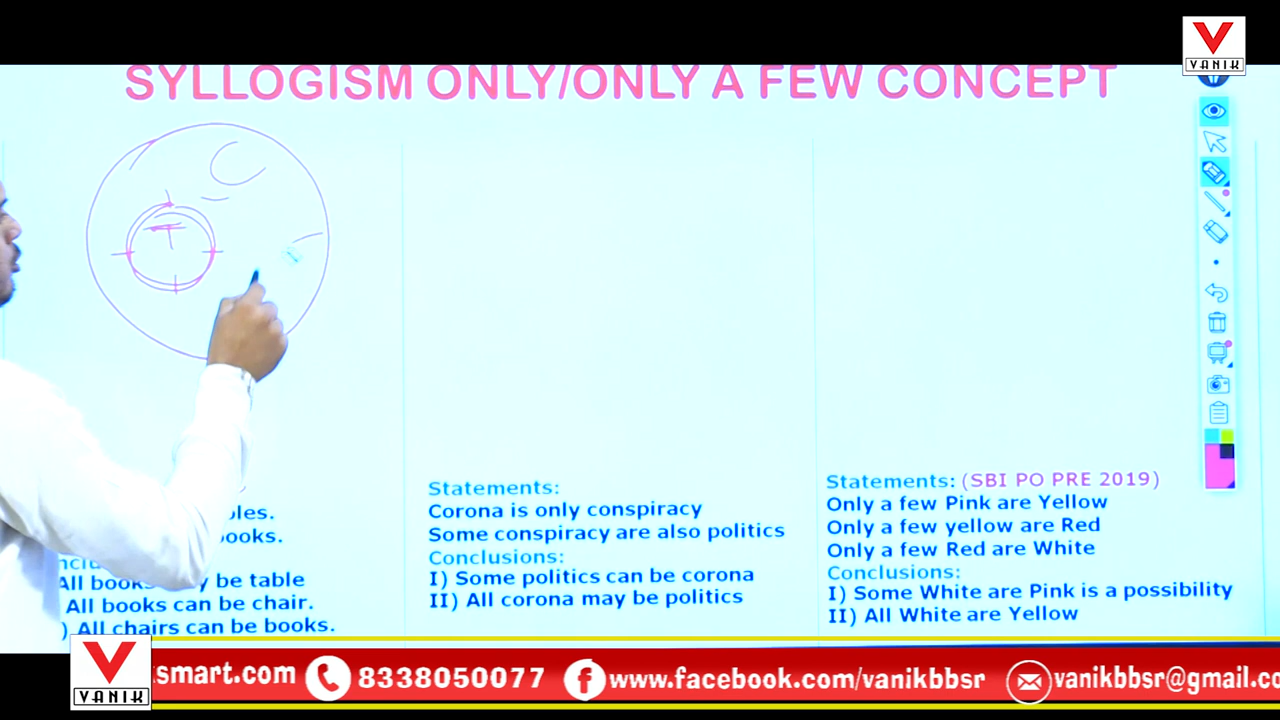 VANIK
SYLLOGISM ONLY/ONLY A FEW CONCEPT
C
T
All books may be table
All books can be chair.
) All chairs can be books.
Statements:
Corona is only conspiracy
Some conspiracy are also politics
Conclusions:
I) Some politics can be corona
II) All corona may be politics
Statements: (SBI PO PRE 2019)
Only a few Pink are Yellow
Only a few yellow are Red
Only a few Red are White
Conclusions:
I) Some White are Pink is a possibility
II) All White are Yellow
VANIK
ksmart.com 8338050077 www.facebook.com/vanikbbsr vanikbbsr@gmail.co